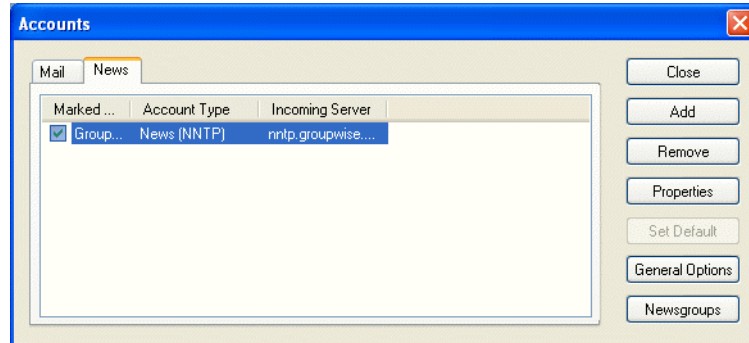 Accounts
Mail News
Marked ... Account Type Incoming Server
Group... News (NNTP) nntp.groupwise....
Close
Add
Remove
Properties
Set Default
General Options
Newsgroups